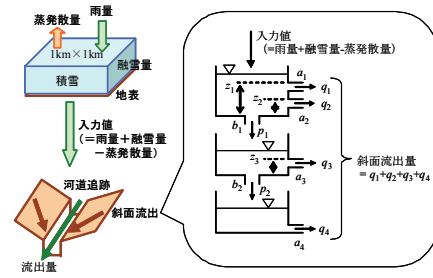 蒸発散量
雨量
1km×1km
融雪量
積雪
地表
入力値
(=雨量+融雪量
-蒸発散量)
河道追跡
斜面流出
流出量
入力値
(=雨量+融雪量-蒸発散量)
a1
z1
q1
z2
q2
a2
b1
p1
z3
q3
a3
b2
p2
q4
a4
斜面流出量
= q1+q2+q3+q4